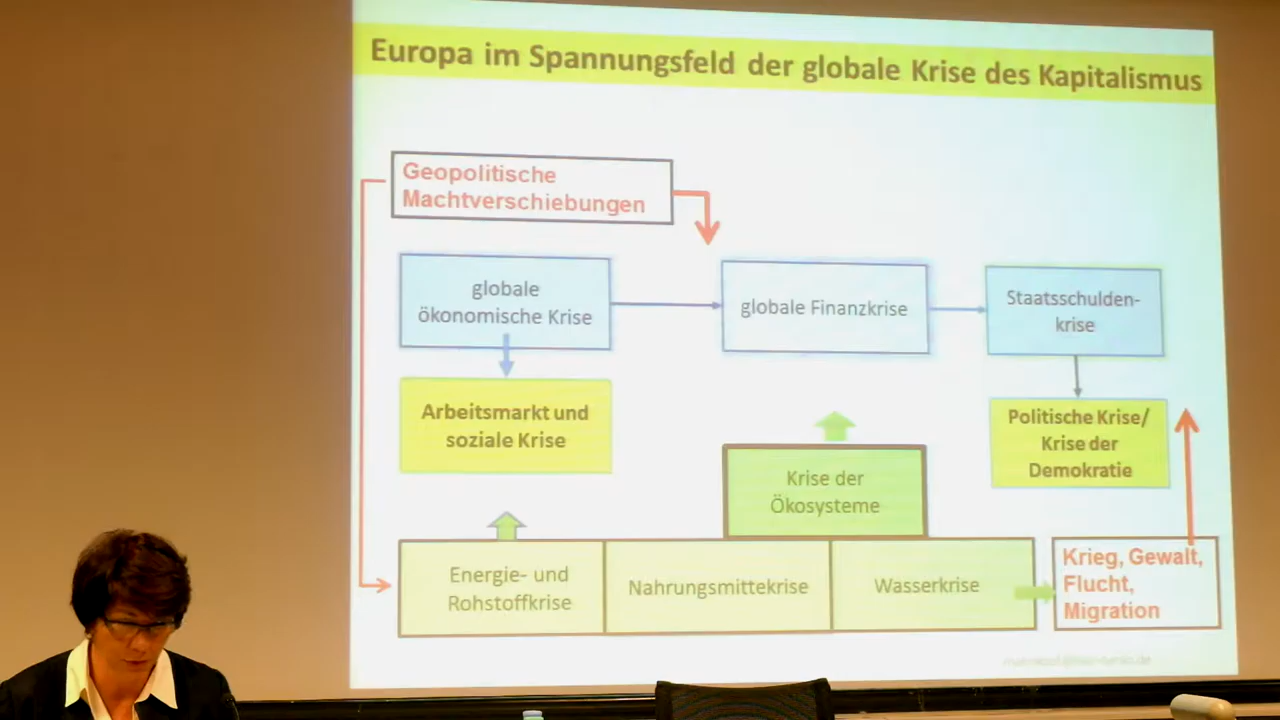 Europa im Spannungsfeld der globale Krise des Kapitalismus
Geopolitische
Machtverschiebungen
globale
ökonomische Krise
globale Finanzkrise
Staatsschulden-
krise
Arbeitsmarkt und
soziale Krise
Politische Krise/
Krise der
Demokratie
Krise der
Ökosysteme
Energie- und
Rohstoffkrise
Nahrungsmittekrise
Wasserkrise
Krieg, Gewalt,
Flucht,
Migration